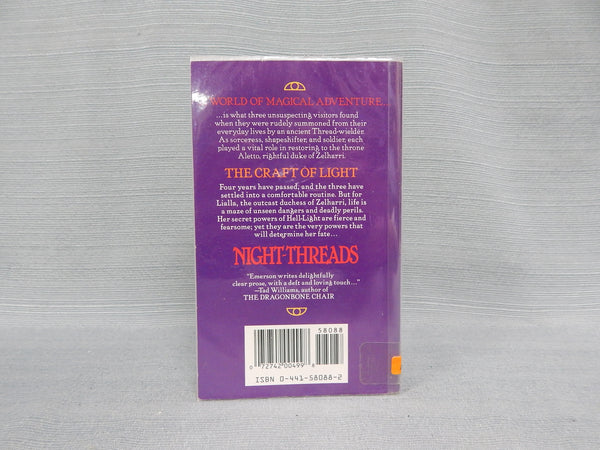 WORLD OF MAGICAL ADVENTURE...
...is what three unsuspecting visitors found
when they were rudely summoned from their
everyday lives by an ancient Thread-wielder.
As sorceress, shapeshifter, and soldier, each
played a vital role in restoring to the throne
Aletto, rightful duke of Zelharri.
THE CRAFT OF LIGHT
Four years have passed, and the three have
settled into a comfortable routine. But for
Lialla, the outcast duchess of Zelharri, life is
a maze of unseen dangers and deadly perils.
Her secret powers of Hell-Light are fierce and
fearsome; yet they are the very powers that
will determine her fate...
NIGHT-THREADS
"Emerson writes delightfully
clear prose, with a deft and loving touch..."
—Tad Williams, author of
THE DRAGONBONE CHAIR
58088
0 72742 00499 8
ISBN 0-441-58088-2